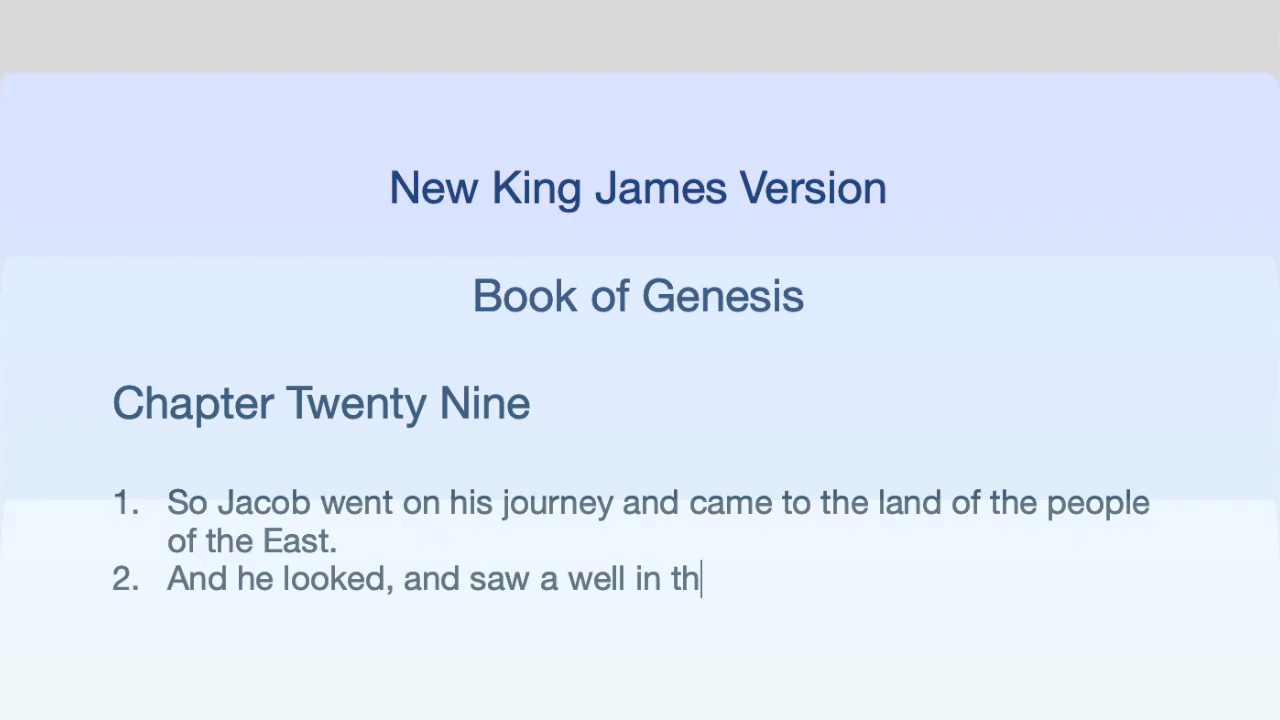 New King James Version
Book of Genesis
Chapter Twenty Nine
1. So Jacob went on his journey and came to the land of the people
of the East.
2. And he looked, and saw a well in th